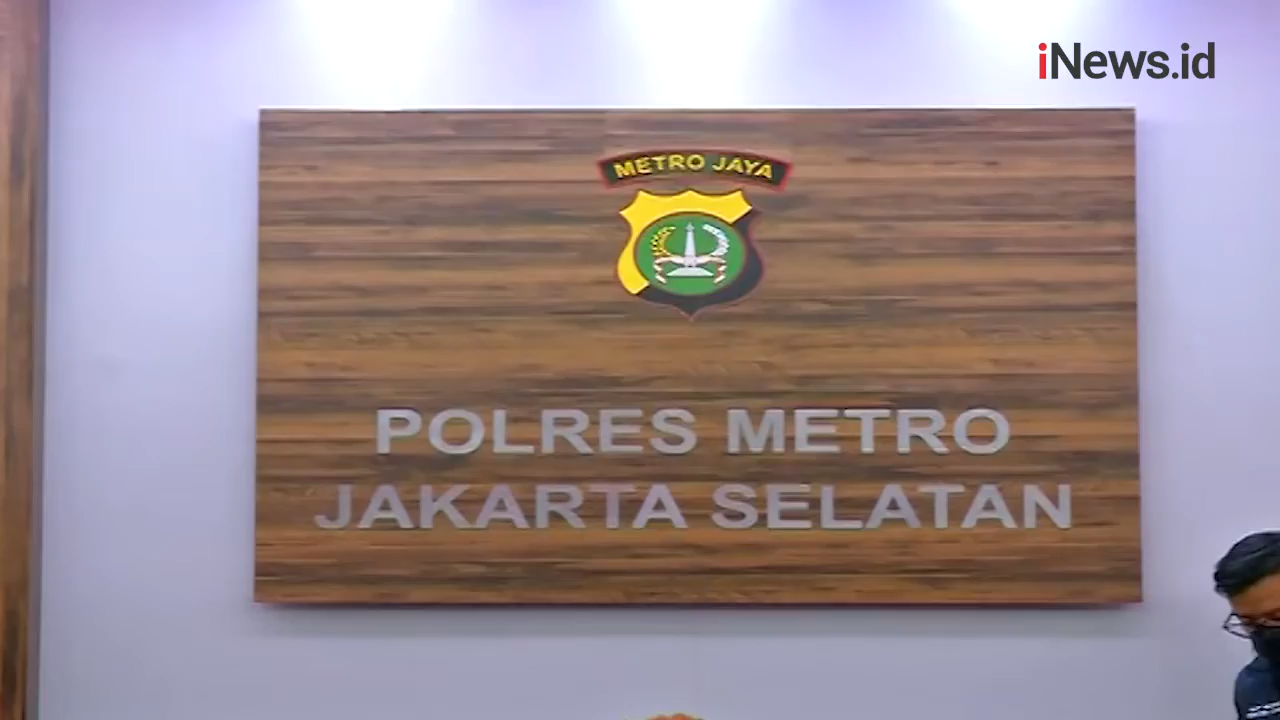 iNews.id
METRO JAYA
POLRES METRO
JAKARTA SELATAN